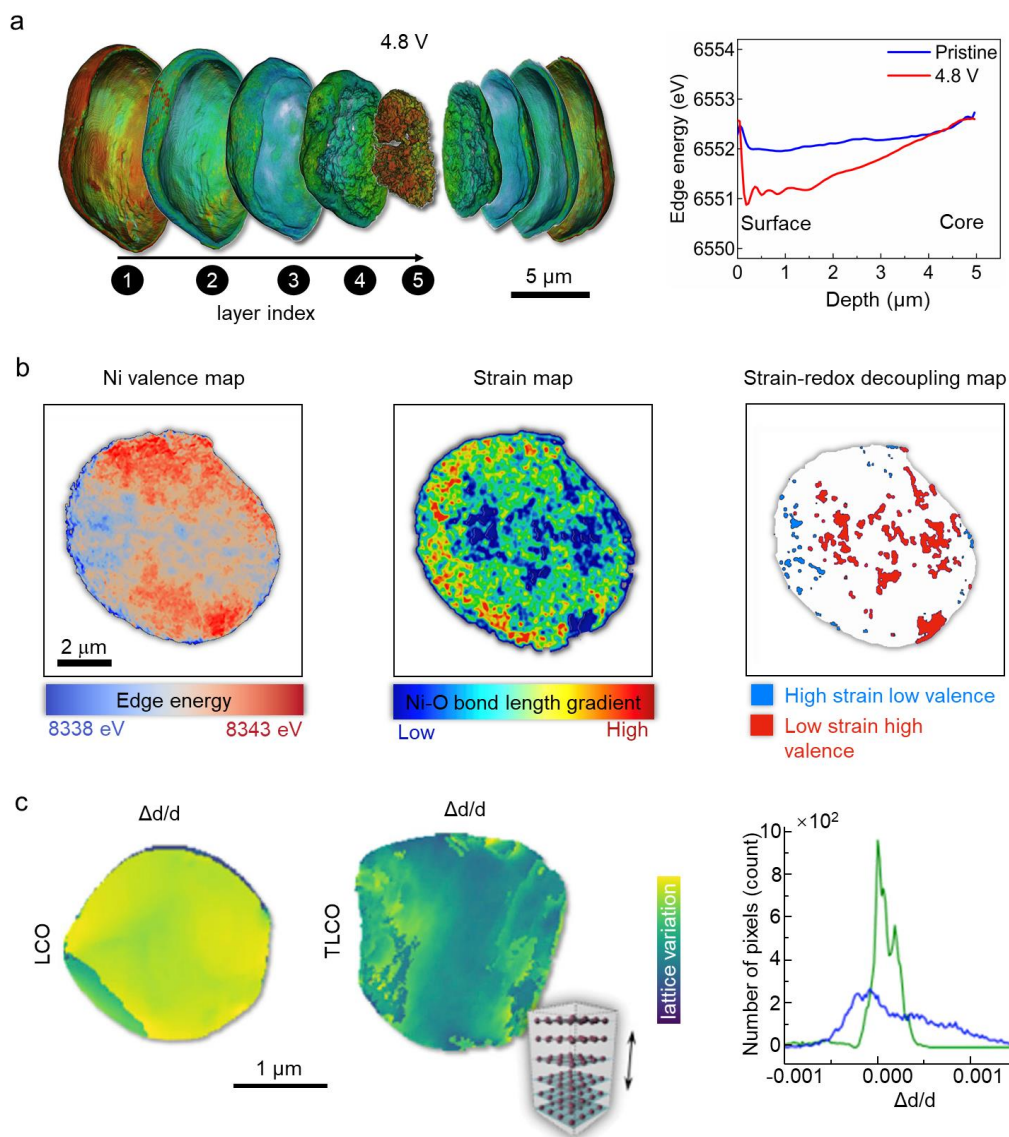 a
4.8 V
1 2 3 4 5
layer index
5 μm
Edge energy (eV)
6554
6553
6552
6551
6550
Pristine
4.8 V
Surface
Core
0 1 2 3 4 5
Depth (μm)
b
Ni valence map
Strain map
Strain-redox decoupling map
2 μm
Edge energy
8338 eV
8343 eV
Ni-O bond length gradient
Low
High
High strain low valence
Low strain high
valence
c
Δd/d
Δd/d
LCO
TLCO
lattice variation
1 μm
×10²
Number of pixels (count)
10
8
6
4
2
0
-0.001 0.000 0.001
Δd/d